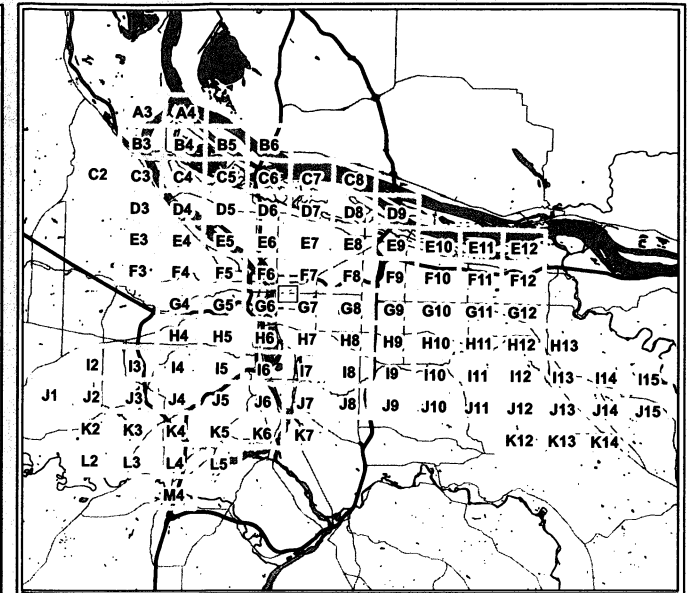 A3 A4
B3 B4 B5 B6
C2 C3 C4 C5 C6 C7 C8
D3 D4 D5 D6 D7 D8 D9
E3 E4 E5 E6 E7 E8 E9 E10 E11 E12
F3 F4 F5 F6 F7 F8 F9 F10 F11 F12
G4 G5 G6 G7 G8 G9 G10 G11 G12
H4 H5 H6 H7 H8 H9 H10 H11 H12 H13
I2 I3 I4 I5 I6 I7 I8 I9 I10 I11 I12 I13 I14 I15
J1 J2 J3 J4 J5 J6 J7 J8 J9 J10 J11 J12 J13 J14 J15
K2 K3 K4 K5 K6 K7 K12 K13 K14
L2 L3 L4 L5
M4